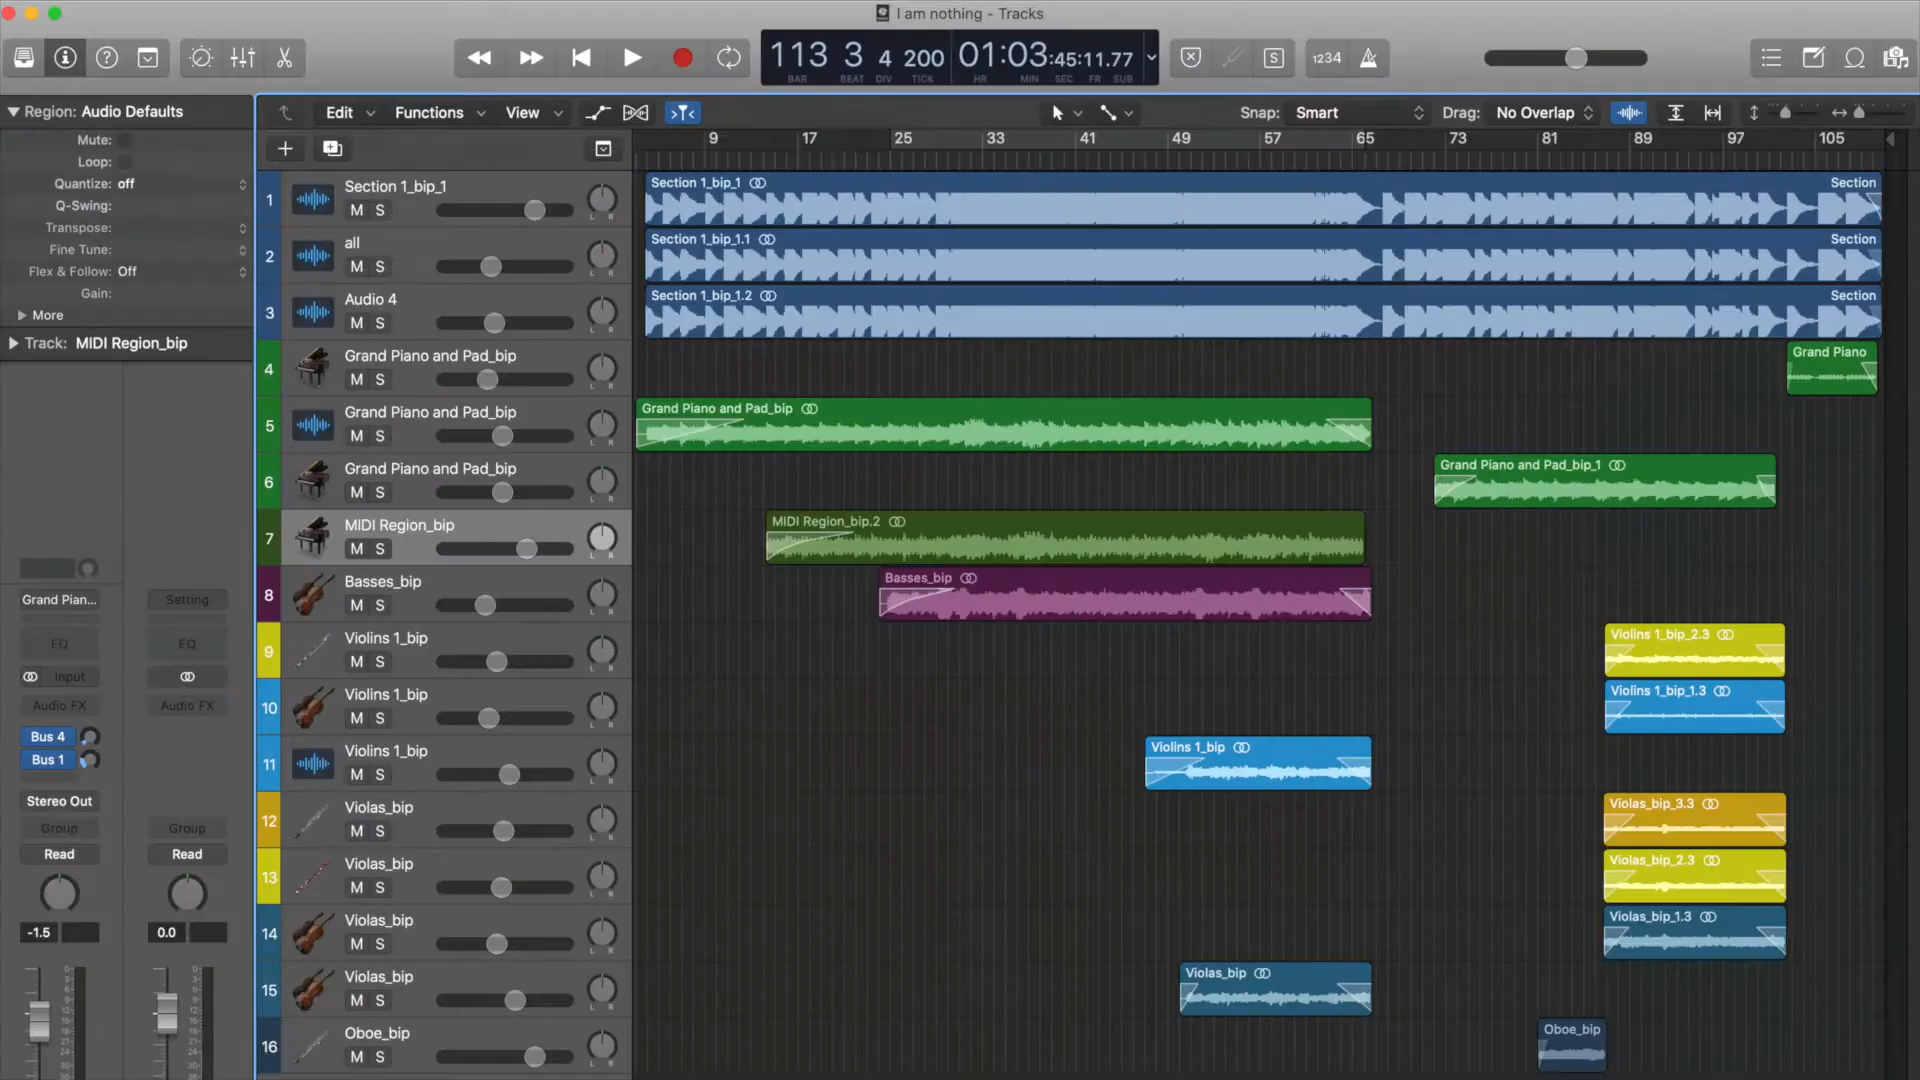 I am nothing - Tracks
113 3 4 200 01:03:45:11.77
BAR BEAT DIV TICK HR MIN SEC FR SUB
S 1234
Region: Audio Defaults
Edit Functions View Snap: Smart Drag: No Overlap
Mute:
Loop:
Quantize: off
Q-Swing:
Transpose:
Fine Tune:
Flex & Follow: Off
Gain:
More
Track: MIDI Region_bip
9 17 25 33 41 49 57 65 73 81 89 97 105
1 Section 1_bip_1
M S L R
Section 1_bip_1 Section
2 all
M S L R
Section 1_bip_1.1 Section
3 Audio 4
M S L R
Section 1_bip_1.2 Section
4 Grand Piano and Pad_bip
M S L R
Grand Piano
5 Grand Piano and Pad_bip
M S L R
Grand Piano and Pad_bip
6 Grand Piano and Pad_bip
M S L R
Grand Piano and Pad_bip_1
7 MIDI Region_bip
M S L R
MIDI Region_bip.2
8 Basses_bip
M S L R
Basses_bip
9 Violins 1_bip
M S L R
Violins 1_bip_2.3
10 Violins 1_bip
M S L R
Violins 1_bip_1.3
11 Violins 1_bip
M S L R
Violins 1_bip
12 Violas_bip
M S L R
Violas_bip_3.3
13 Violas_bip
M S L R
Violas_bip_2.3
14 Violas_bip
M S L R
Violas_bip_1.3
15 Violas_bip
M S L R
Violas_bip
16 Oboe_bip
M S L R
Oboe_bip
Grand Pian... Setting
EQ EQ
Input
Audio FX Audio FX
Bus 4
Bus 1
Stereo Out
Group Group
Read Read
-1.5 0.0